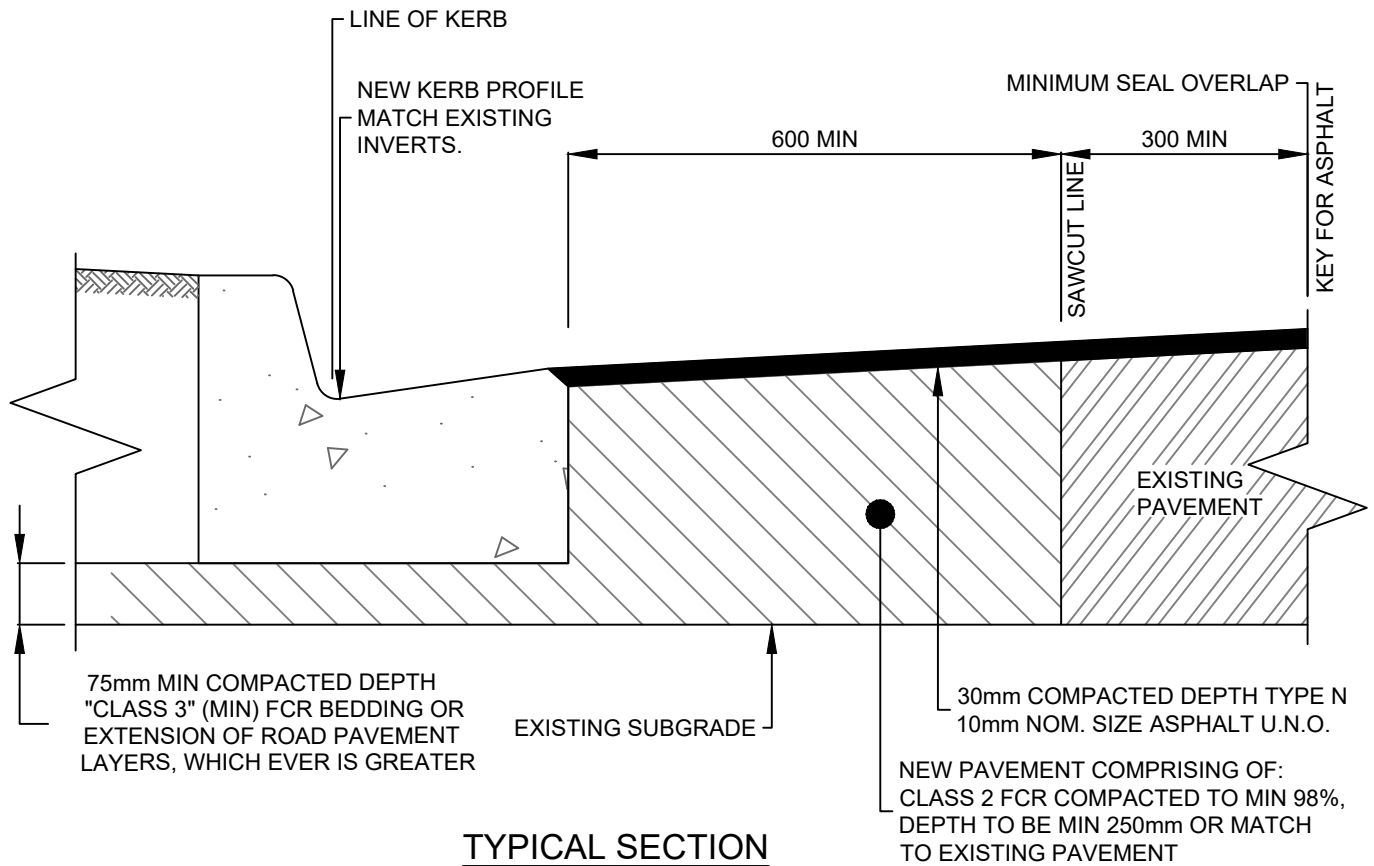 LINE OF KERB
NEW KERB PROFILE
MATCH EXISTING
INVERTS.
MINIMUM SEAL OVERLAP
600 MIN
300 MIN
SAWCUT LINE
KEY FOR ASPHALT
EXISTING
PAVEMENT
75mm MIN COMPACTED DEPTH
"CLASS 3" (MIN) FCR BEDDING OR
EXTENSION OF ROAD PAVEMENT
LAYERS, WHICH EVER IS GREATER
EXISTING SUBGRADE
30mm COMPACTED DEPTH TYPE N
10mm NOM. SIZE ASPHALT U.N.O.
NEW PAVEMENT COMPRISING OF:
CLASS 2 FCR COMPACTED TO MIN 98%,
DEPTH TO BE MIN 250mm OR MATCH
TO EXISTING PAVEMENT
TYPICAL SECTION